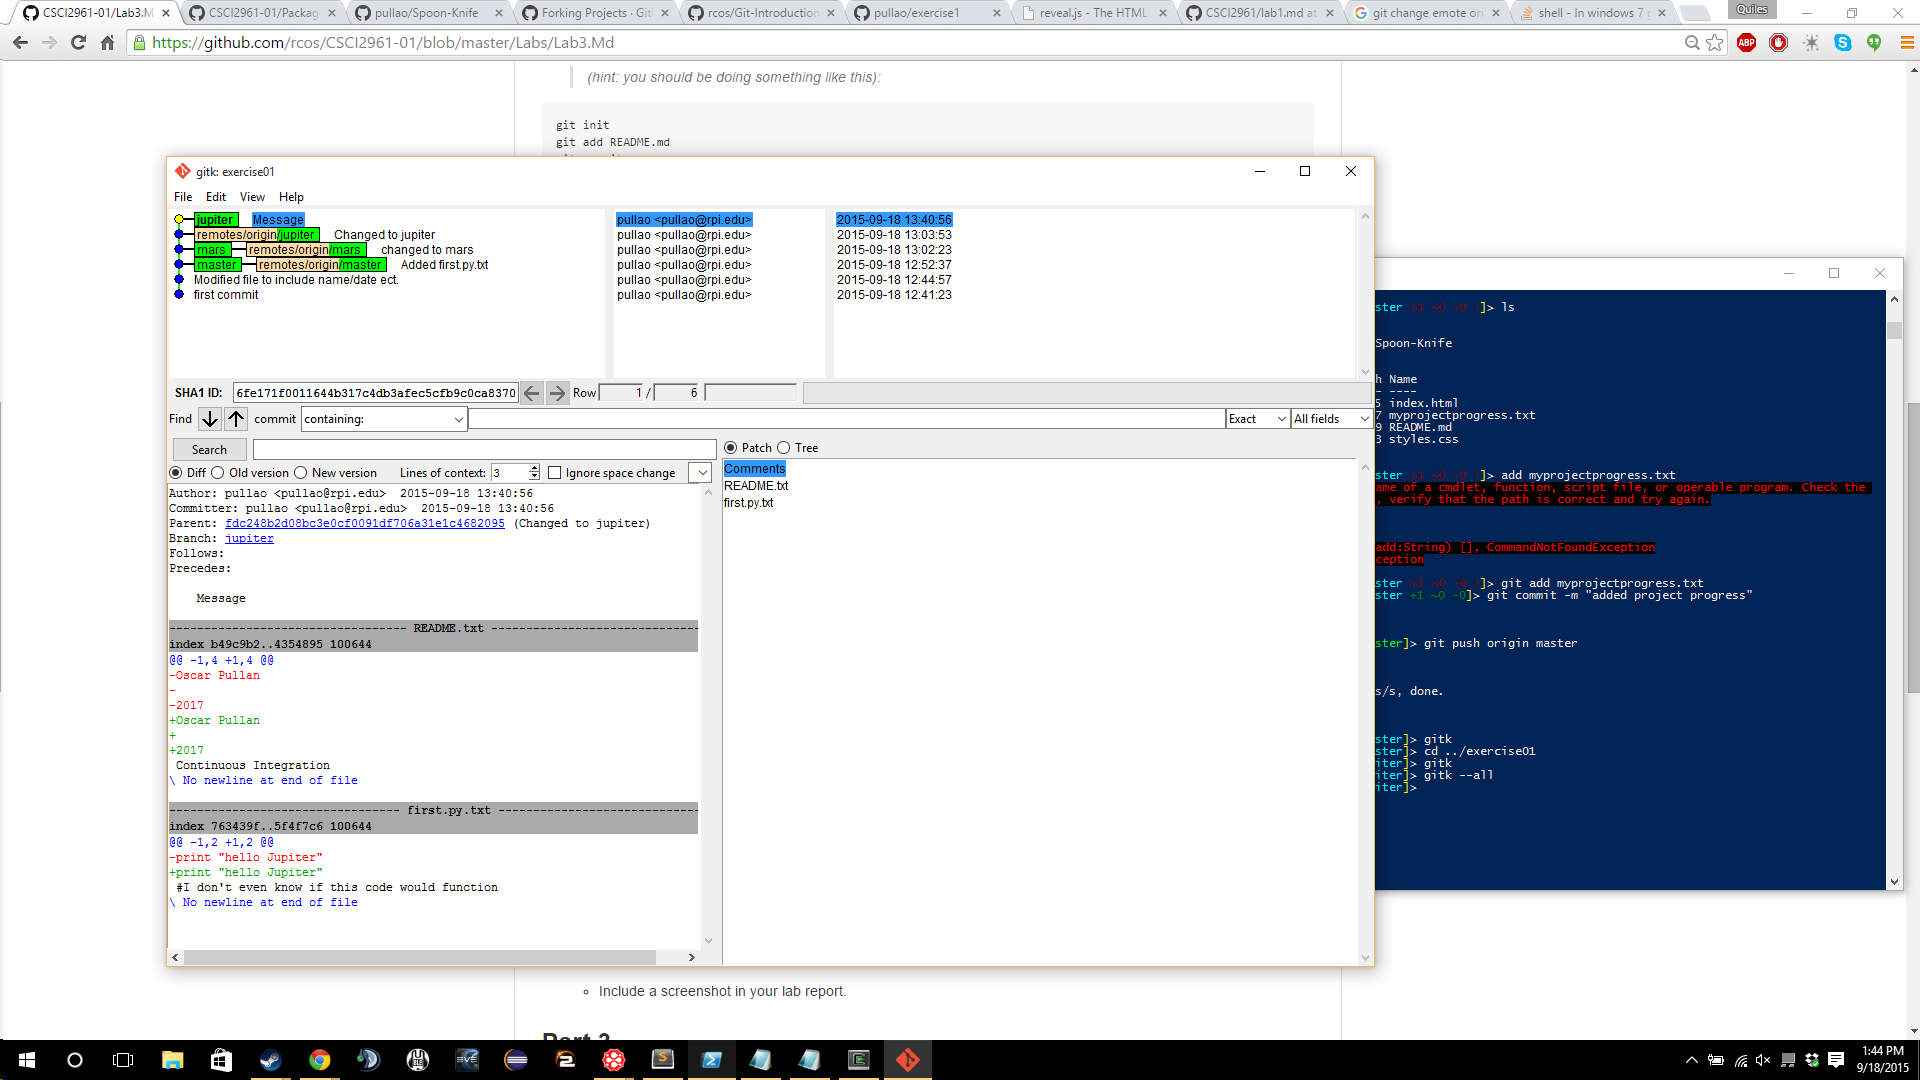 CSCI2961-01/Lab3.M
CSCI2961-01/Packag
pullao/Spoon-Knife
Forking Projects · Git
rcos/Git-Introduction
pullao/exercise1
reveal.js - The HTML
CSCI2961/lab1.md at
git change emote ori
shell - In windows 7
Quiles
https://github.com/rcos/CSCI2961-01/blob/master/Labs/Lab3.Md
ABP
(hint: you should be doing something like this):
git init
git add README.md
gitk: exercise01
File Edit View Help
jupiter Message pullao <pullao@rpi.edu> 2015-09-18 13:40:56
remotes/origin/jupiter Changed to jupiter pullao <pullao@rpi.edu> 2015-09-18 13:03:53
mars remotes/origin/mars changed to mars pullao <pullao@rpi.edu> 2015-09-18 13:02:23
master remotes/origin/master Added first.py.txt pullao <pullao@rpi.edu> 2015-09-18 12:52:37
Modified file to include name/date ect. pullao <pullao@rpi.edu> 2015-09-18 12:44:57
first commit pullao <pullao@rpi.edu> 2015-09-18 12:41:23
SHA1 ID: 6fe171f0011644b317c4db3afec5cfb9c0ca8370 Row 1 / 6
Find commit containing: Exact All fields
Search
Patch Tree
Diff Old version New version Lines of context: 3 Ignore space change
Comments
README.txt
first.py.txt
Author: pullao <pullao@rpi.edu> 2015-09-18 13:40:56
Committer: pullao <pullao@rpi.edu> 2015-09-18 13:40:56
Parent: fdc248b2d08bc3e0cf0091df706a31e1c4682095 (Changed to jupiter)
Branch: jupiter
Follows:
Precedes:
Message
---------------------------------- README.txt ------------------------------
index b49c9b2..4354895 100644
@@ -1,4 +1,4 @@
-Oscar Pullan
-
-2017
+Oscar Pullan
+
+2017
Continuous Integration
\ No newline at end of file
--------------------------------- first.py.txt -----------------------------
index 763439f..5f4f7c6 100644
@@ -1,2 +1,2 @@
-print "hello Jupiter"
+print "hello Jupiter"
#I don't even know if this code would function
\ No newline at end of file
ster +1 ~0 -0 !]> ls
Spoon-Knife
h Name
- ----
5 index.html
7 myprojectprogress.txt
9 README.md
3 styles.css
ster +1 ~0 -0 !]> add myprojectprogress.txt
ame of a cmdlet, function, script file, or operable program. Check the
, verify that the path is correct and try again.
add:String) [], CommandNotFoundException
ception
ster +1 ~0 -0 !]> git add myprojectprogress.txt
ster +1 ~0 -0]> git commit -m "added project progress"
ster]> git push origin master
s/s, done.
ster]> gitk
ster]> cd ../exercise01
iter]> gitk
iter]> gitk --all
iter]>
Include a screenshot in your lab report.
1:44 PM
9/18/2015